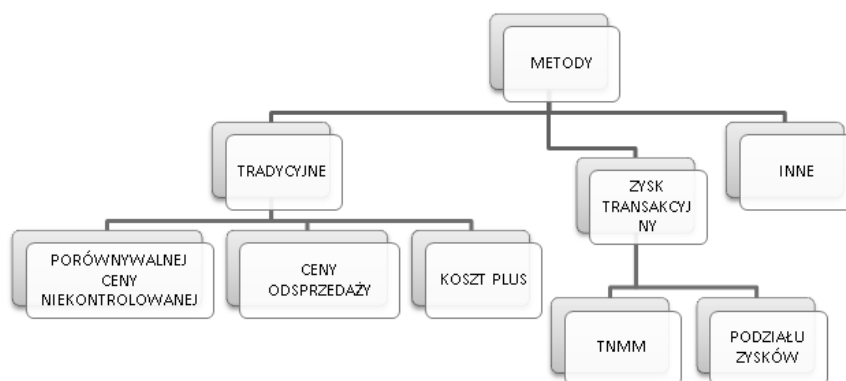 METODY
TRADYCYJNE
ZYSK
TRANSAKCYJ
NY
INNE
PORÓWNYWALNEJ
CENY
NIEKONTROLOWANEJ
CENY
ODSPRZEDAŻY
KOSZT PLUS
TNMM
PODZIAŁU
ZYSKÓW